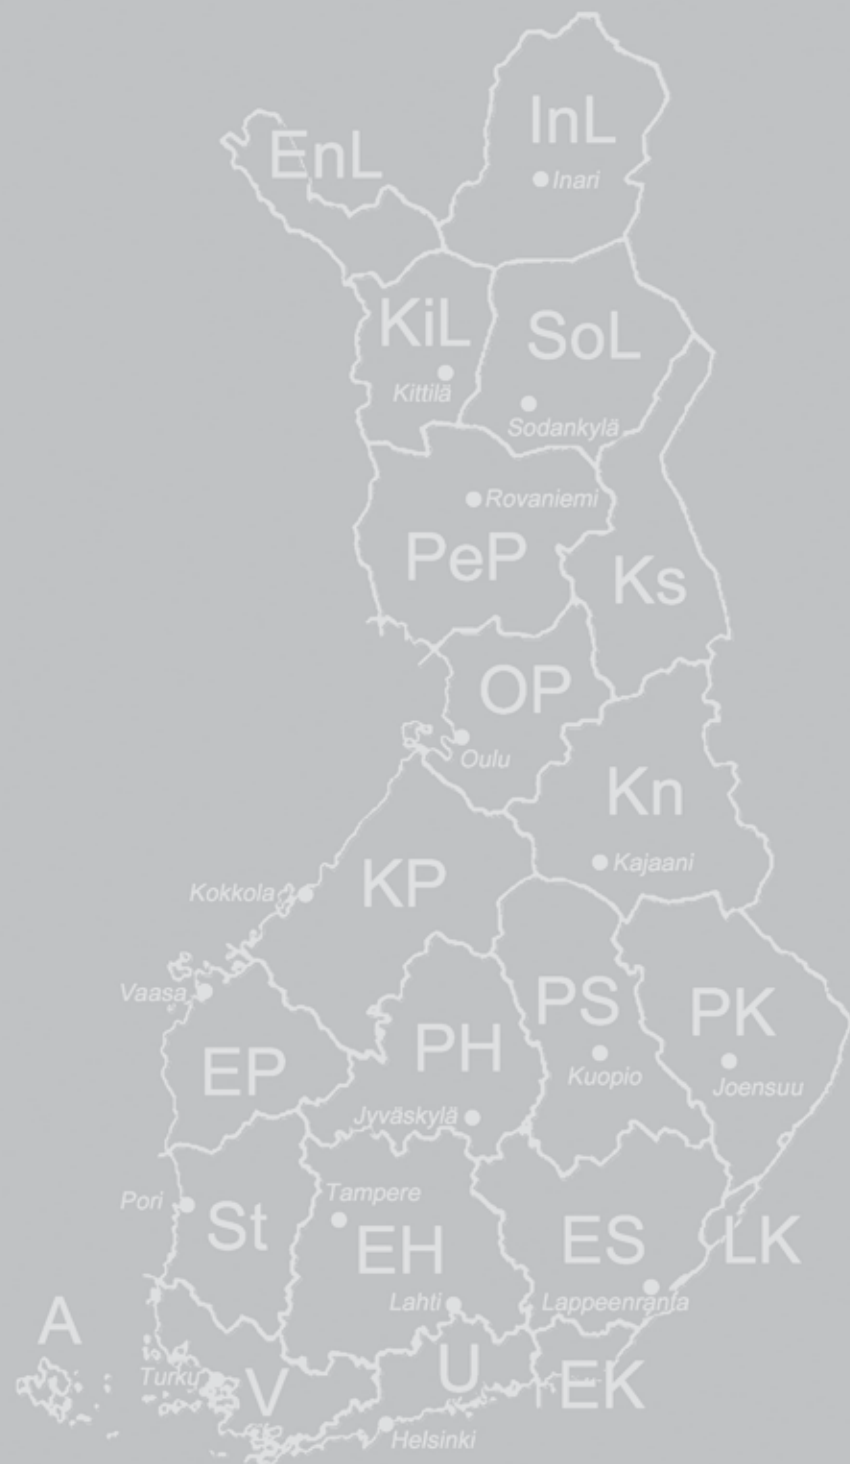 InL
EnL
Inari
KiL
SoL
Kittilä
Sodankylä
Rovaniemi
PeP
Ks
OP
Oulu
Kn
Kajaani
KP
Kokkola
Vaasa
PS
PK
PH
EP
Kuopio
Joensuu
Jyväskylä
Tampere
Pori
St
EH
ES
LK
Lahti
Lappeenranta
A
Turku
V
U
EK
Helsinki